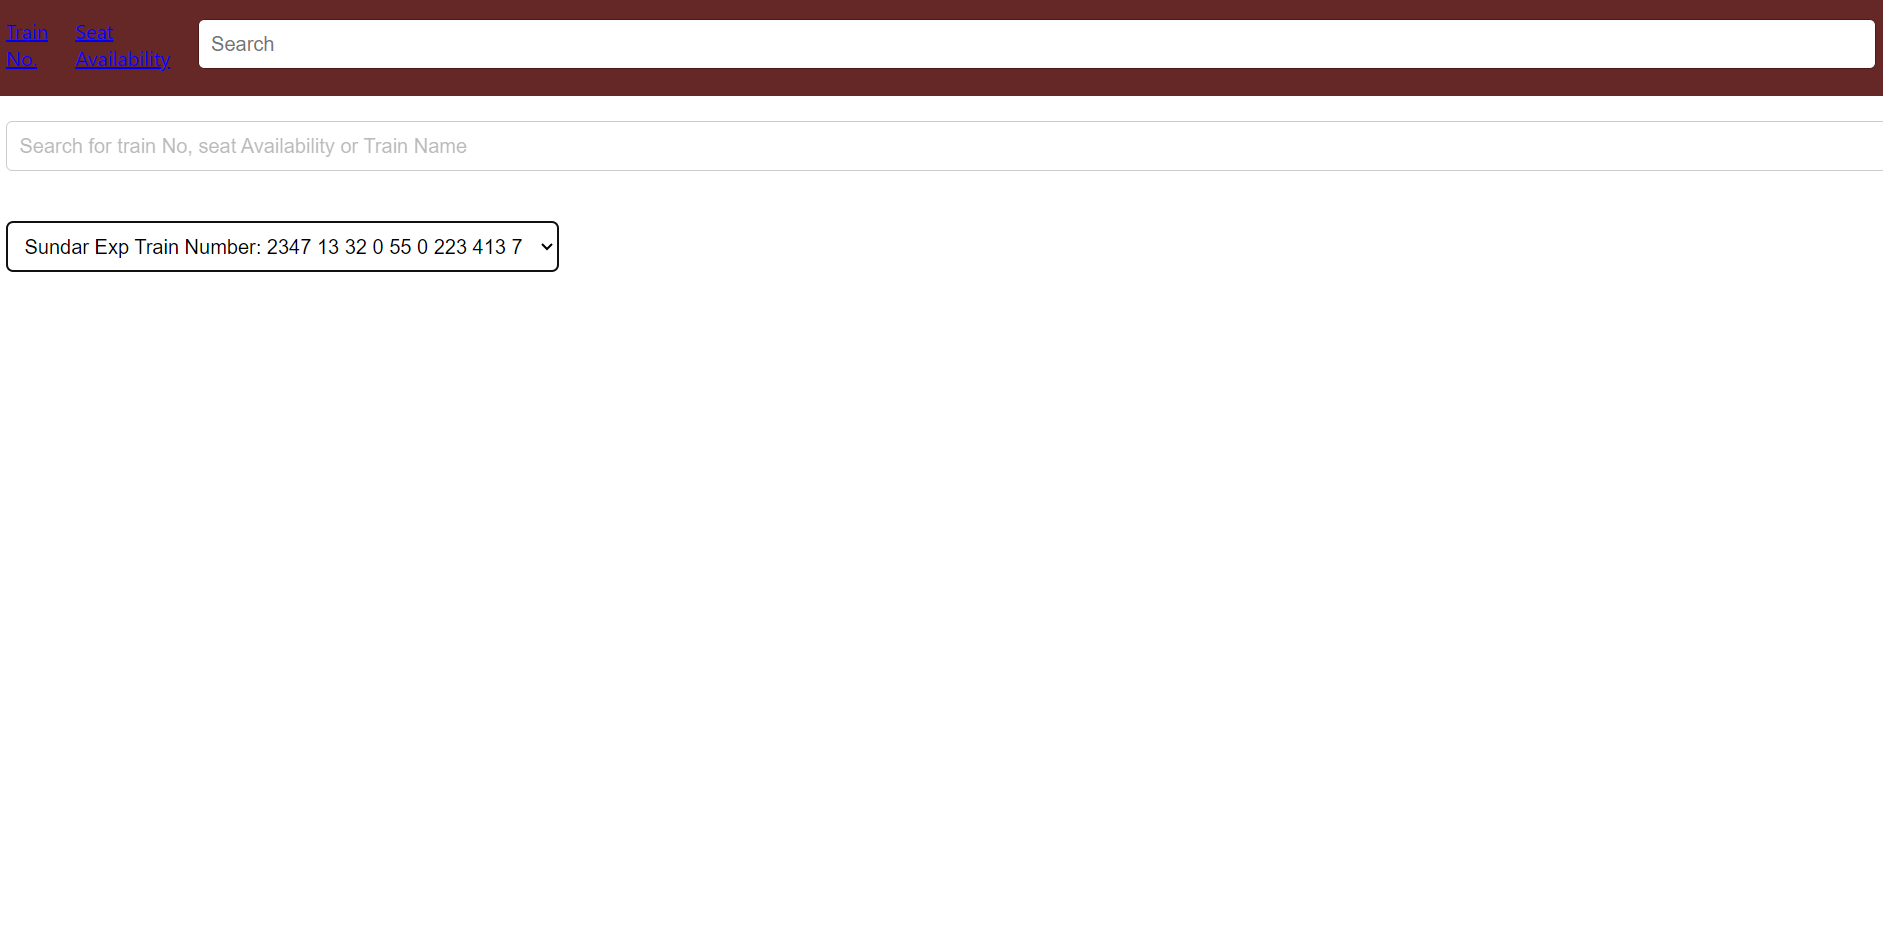 Train
No.
Seat
Availability
Search
Search for train No, seat Availability or Train Name
Sundar Exp Train Number: 2347 13 32 0 55 0 223 413 7